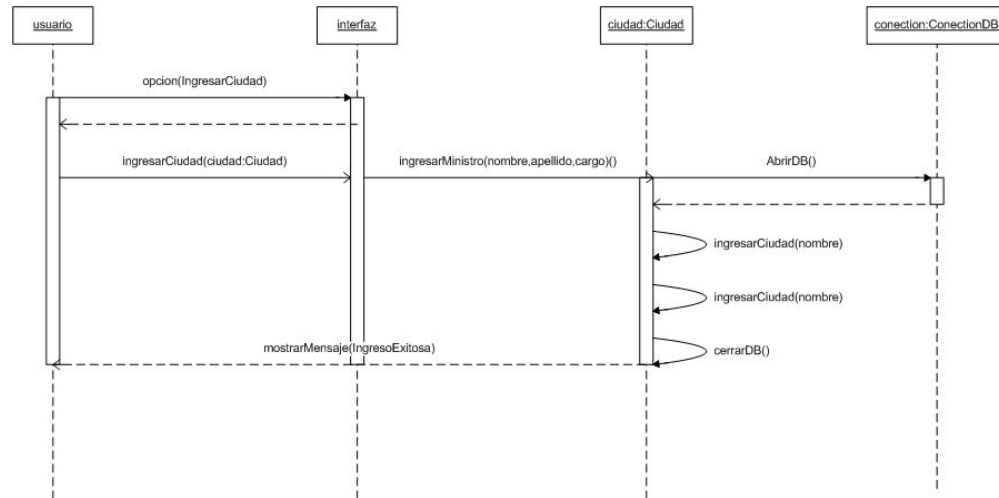 usuario
interfaz
ciudad:Ciudad
conection:ConectionDB
opcion(IngresarCiudad)
ingresarCiudad(ciudad:Ciudad)
ingresarMinistro(nombre,apellido,cargo)()
AbrirDB()
ingresarCiudad(nombre)
ingresarCiudad(nombre)
mostrarMensaje(IngresoExitosa)
cerrarDB()